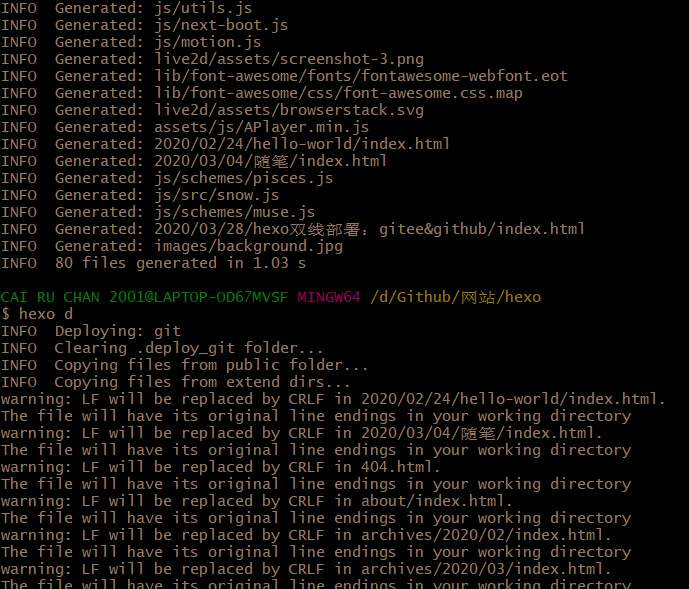 INFO  Generated: js/utils.js
INFO  Generated: js/next-boot.js
INFO  Generated: js/motion.js
INFO  Generated: live2d/assets/screenshot-3.png
INFO  Generated: lib/font-awesome/fonts/fontawesome-webfont.eot
INFO  Generated: lib/font-awesome/css/font-awesome.css.map
INFO  Generated: live2d/assets/browserstack.svg
INFO  Generated: assets/js/APlayer.min.js
INFO  Generated: 2020/02/24/hello-world/index.html
INFO  Generated: 2020/03/04/随笔/index.html
INFO  Generated: js/schemes/pisces.js
INFO  Generated: js/src/snow.js
INFO  Generated: js/schemes/muse.js
INFO  Generated: 2020/03/28/hexo双线部署：gitee&github/index.html
INFO  Generated: images/background.jpg
INFO  80 files generated in 1.03 s
CAI RU CHAN 2001@LAPTOP-OD67MVSF MINGW64 /d/Github/网站/hexo
$ hexo d
INFO  Deploying: git
INFO  Clearing .deploy_git folder...
INFO  Copying files from public folder...
INFO  Copying files from extend dirs...
warning: LF will be replaced by CRLF in 2020/02/24/hello-world/index.html.
The file will have its original line endings in your working directory
warning: LF will be replaced by CRLF in 2020/03/04/随笔/index.html.
The file will have its original line endings in your working directory
warning: LF will be replaced by CRLF in 404.html.
The file will have its original line endings in your working directory
warning: LF will be replaced by CRLF in about/index.html.
The file will have its original line endings in your working directory
warning: LF will be replaced by CRLF in archives/2020/02/index.html.
The file will have its original line endings in your working directory
warning: LF will be replaced by CRLF in archives/2020/03/index.html.
The file will have its original line endings in your working directory